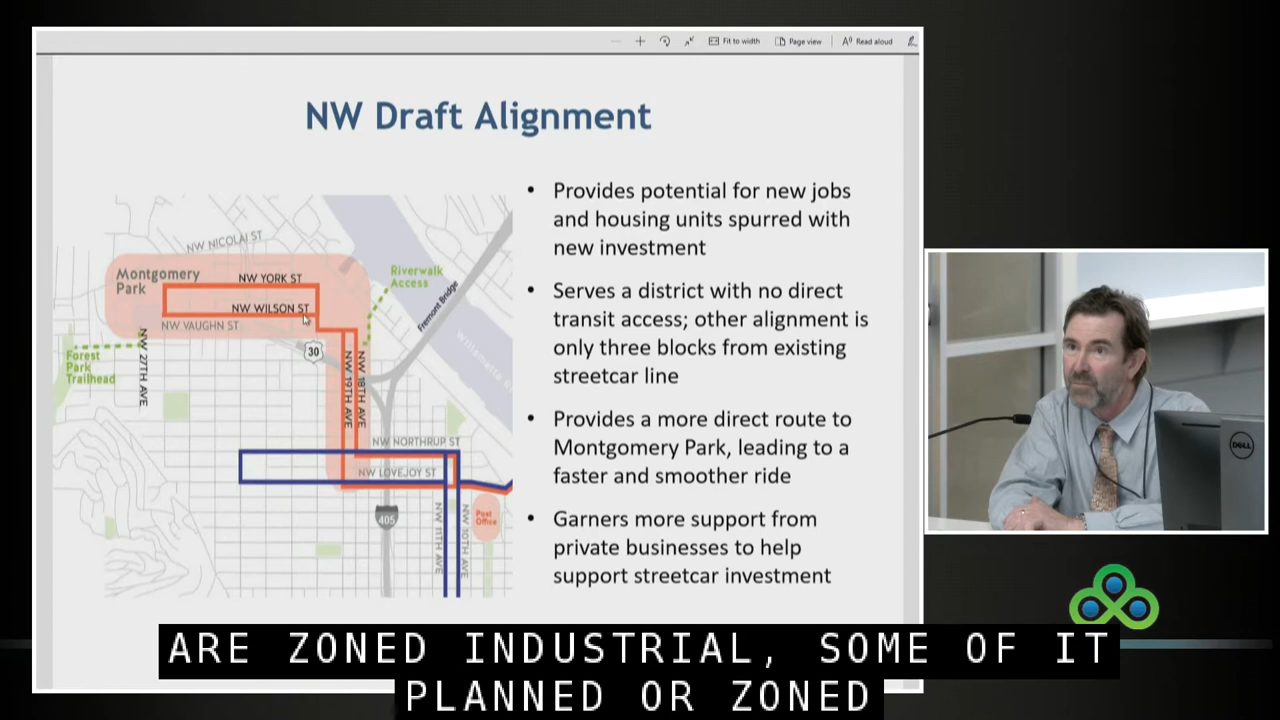 Fit to width
Page view
Read aloud
NW Draft Alignment
Provides potential for new jobs
and housing units spurred with
new investment
Serves a district with no direct
transit access; other alignment is
only three blocks from existing
streetcar line
Provides a more direct route to
Montgomery Park, leading to a
faster and smoother ride
Garners more support from
private businesses to help
support streetcar investment
NW NICOLAI ST
Montgomery
Park
NW YORK ST
NW WILSON ST
NW VAUGHN ST
Riverwalk
Access
Fremont Bridge
30
Forest
Park
Trailhead
NW 27TH AVE
NW 19TH AVE
NW 18TH AVE
NW NORTHRUP ST
NW LOVEJOY ST
405
NW 11TH AVE
NW 10TH AVE
Post
Office
DELL
ARE ZONED INDUSTRIAL, SOME OF IT
PLANNED OR ZONED